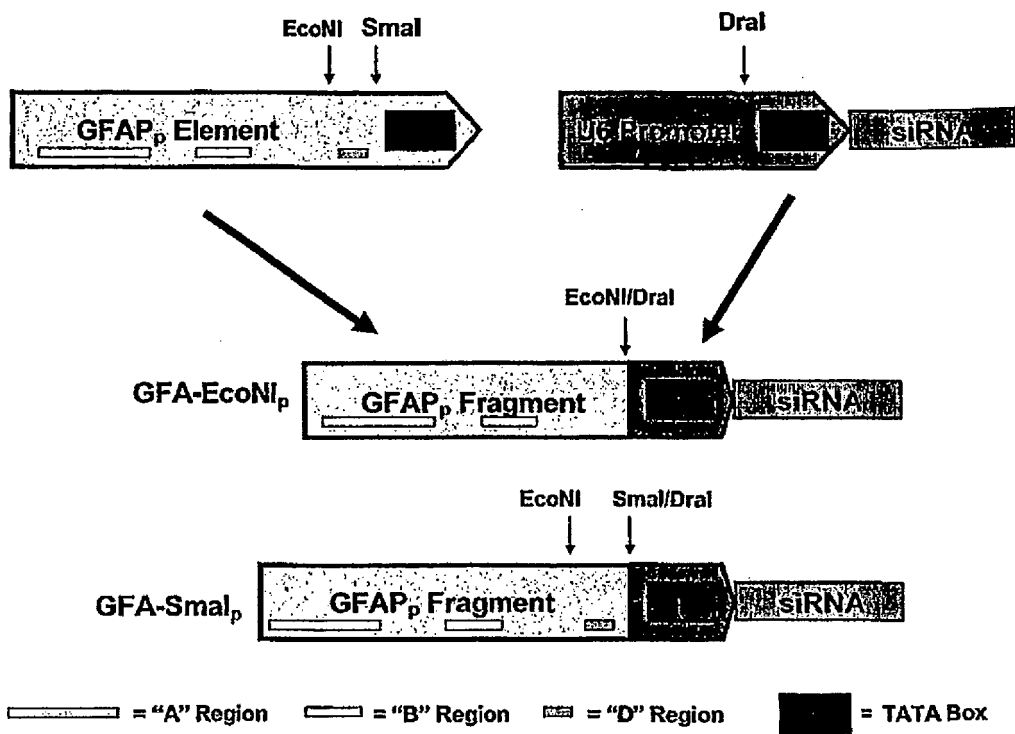 EcoNI SmaI DraI
GFAPp Element U6 Promoter siRNA
EcoNI/DraI
GFA-EcoNIp GFAPp Fragment siRNA
EcoNI SmaI/DraI
GFA-SmaIp GFAPp Fragment siRNA
= "A" Region = "B" Region = "D" Region = TATA Box